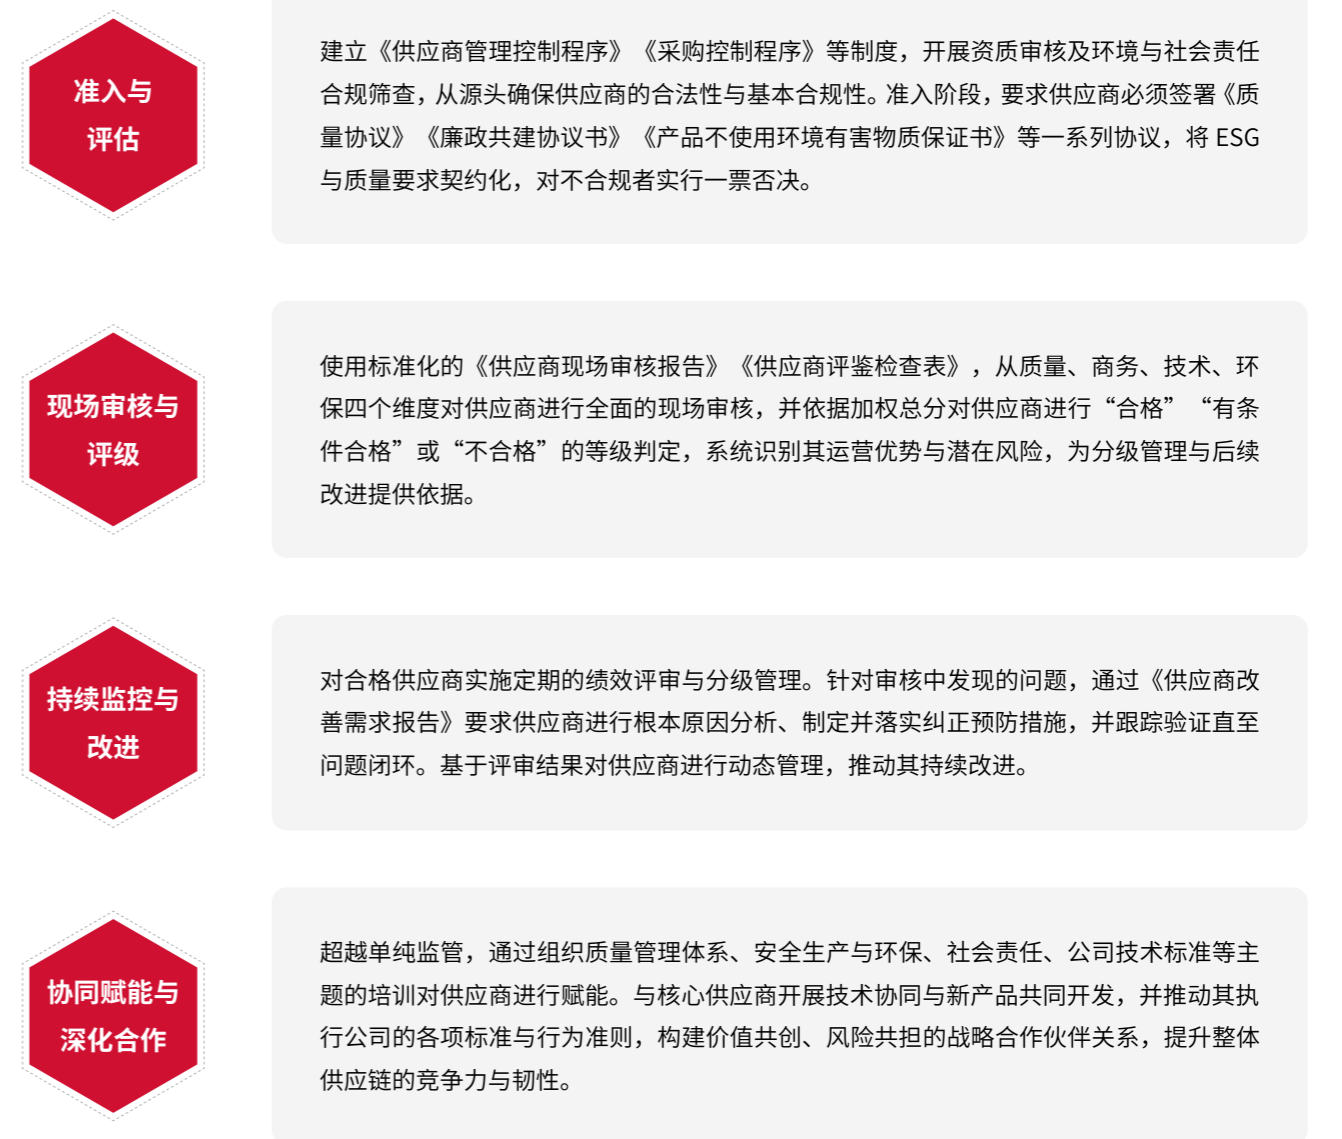 准入与
评估
建立《供应商管理控制程序》《采购控制程序》等制度，开展资质审核及环境与社会责任
合规筛查，从源头确保供应商的合法性与基本合规性。准入阶段，要求供应商必须签署《质
量协议》《廉政共建协议书》《产品不使用环境有害物质保证书》等一系列协议，将 ESG
与质量要求契约化，对不合规者实行一票否决。
现场审核与
评级
使用标准化的《供应商现场审核报告》《供应商评鉴检查表》，从质量、商务、技术、环
保四个维度对供应商进行全面的现场审核，并依据加权总分对供应商进行“合格”“有条
件合格”或“不合格”的等级判定，系统识别其运营优势与潜在风险，为分级管理与后续
改进提供依据。
持续监控与
改进
对合格供应商实施定期的绩效评审与分级管理。针对审核中发现的问题，通过《供应商改
善需求报告》要求供应商进行根本原因分析、制定并落实纠正预防措施，并跟踪验证直至
问题闭环。基于评审结果对供应商进行动态管理，推动其持续改进。
协同赋能与
深化合作
超越单纯监管，通过组织质量管理体系、安全生产与环保、社会责任、公司技术标准等主
题的培训对供应商进行赋能。与核心供应商开展技术协同与新产品共同开发，并推动其执
行公司的各项标准与行为准则，构建价值共创、风险共担的战略合作伙伴关系，提升整体
供应链的竞争力与韧性。